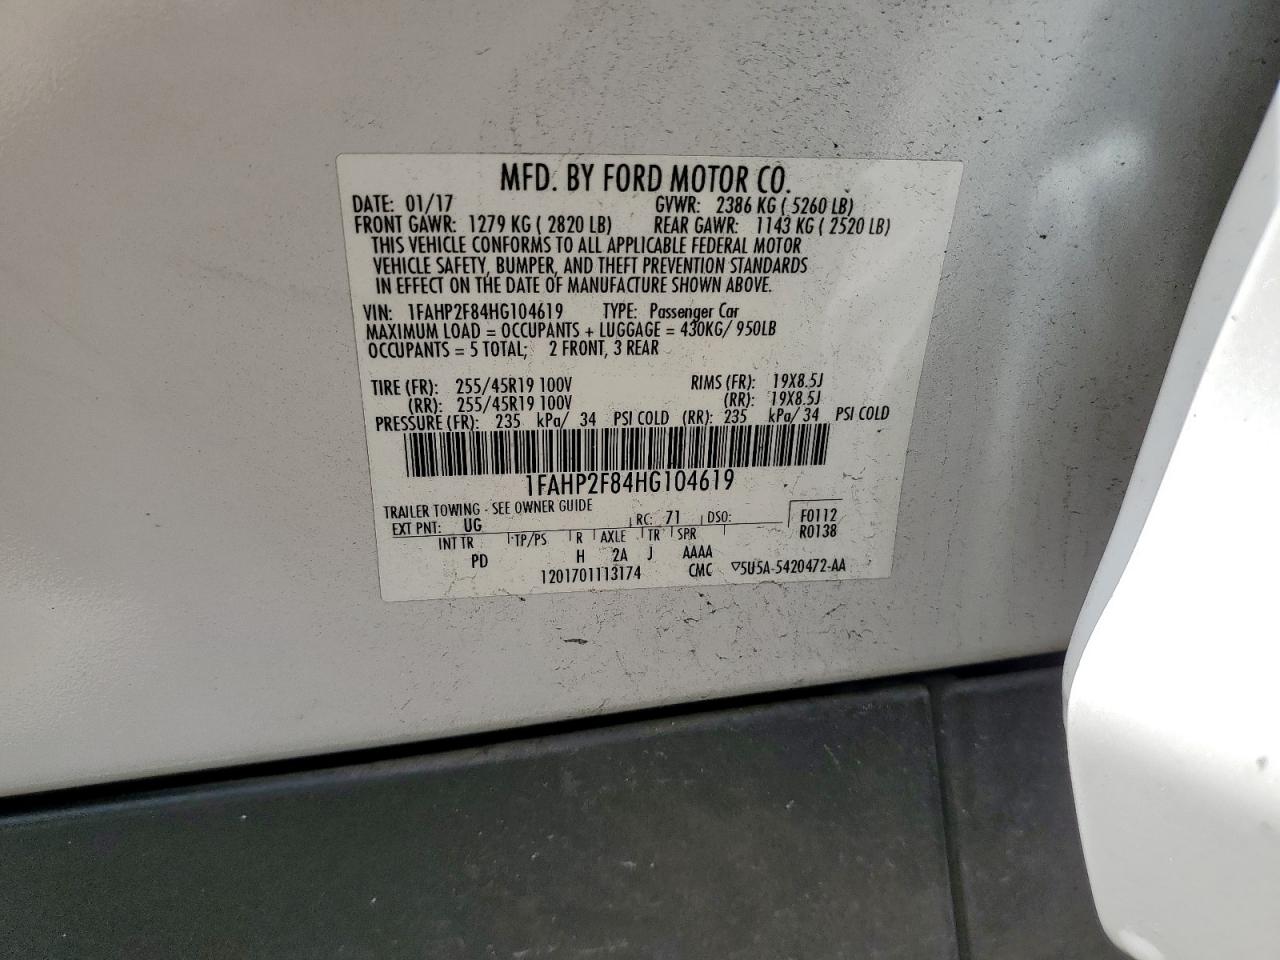 MFD. BY FORD MOTOR CO.
DATE: 01/17 GVWR: 2386 KG ( 5260 LB)
FRONT GAWR: 1279 KG ( 2820 LB) REAR GAWR: 1143 KG ( 2520 LB)
THIS VEHICLE CONFORMS TO ALL APPLICABLE FEDERAL MOTOR
VEHICLE SAFETY, BUMPER, AND THEFT PREVENTION STANDARDS
IN EFFECT ON THE DATE OF MANUFACTURE SHOWN ABOVE.
VIN: 1FAHP2F84HG104619 TYPE: Passenger Car
MAXIMUM LOAD = OCCUPANTS + LUGGAGE = 430KG/ 950LB
OCCUPANTS = 5 TOTAL; 2 FRONT, 3 REAR
TIRE (FR): 255/45R19 100V RIMS (FR): 19X8.5J
(RR): 255/45R19 100V (RR): 19X8.5J
PRESSURE (FR): 235 kPa/ 34 PSI COLD (RR): 235 kPa/ 34 PSI COLD
1FAHP2F84HG104619
TRAILER TOWING - SEE OWNER GUIDE
EXT PNT: UG RC: 71 DSO: F0112
R0138
INT TR TP/PS R AXLE TR SPR
PD H 2A J AAAA
1201701113174 CMC ▽5U5A-5420472-AA